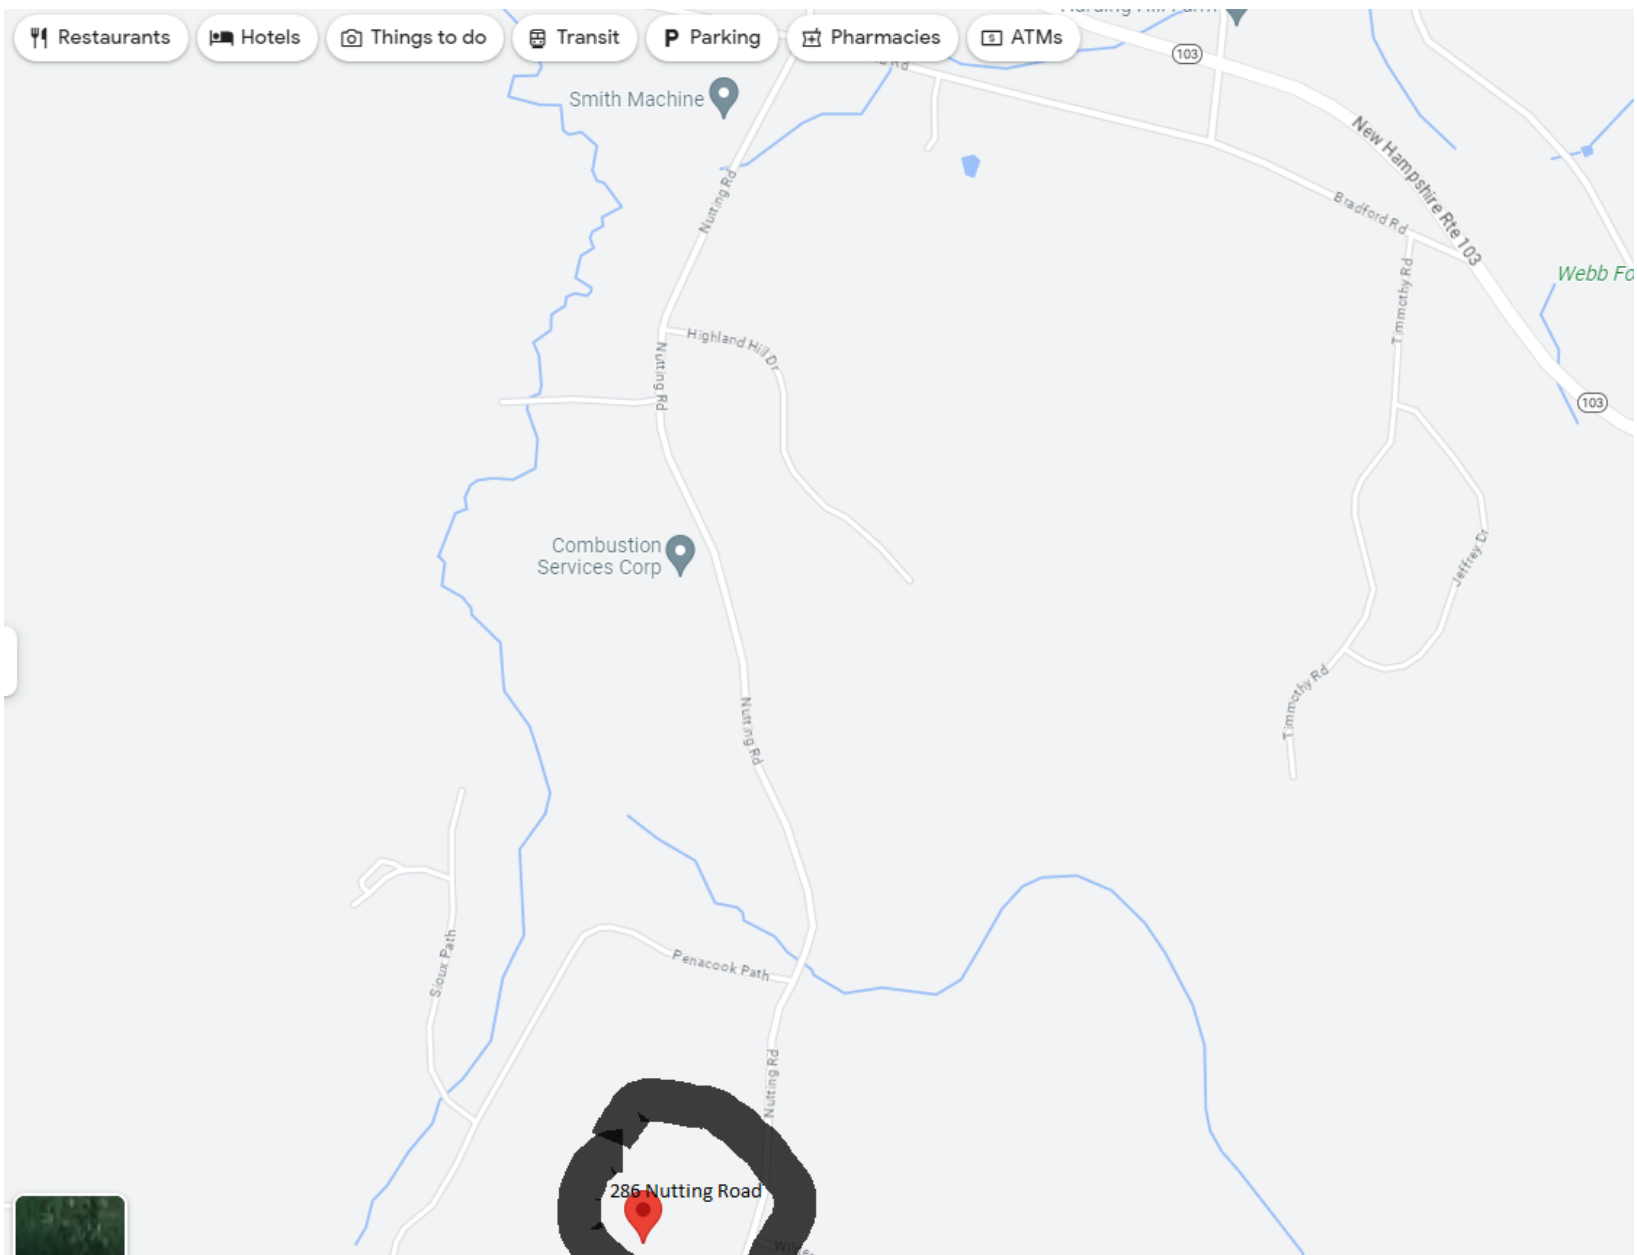 Restaurants
Hotels
Things to do
Transit
Parking
Pharmacies
ATMs
103
Rd
Smith Machine
New Hampshire Rte 103
Nutting Rd
Bradford Rd
Webb Fo
Timmothy Rd
Highland Hill Dr
Nutting Rd
103
Combustion
Services Corp
Jeffrey Dr
Timmothy Rd
Nutting Rd
Sioux Path
Penacook Path
Nutting Rd
286 Nutting Road